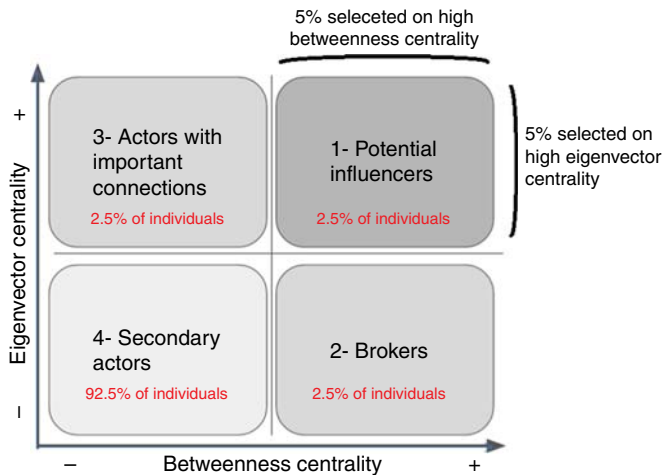 5% seleceted on high
betweenness centrality
5% selected on
high eigenvector
centrality
Eigenvector centrality
+
–
3- Actors with
important
connections
2.5% of individuals
1- Potential
influencers
2.5% of individuals
4- Secondary
actors
92.5% of individuals
2- Brokers
2.5% of individuals
–
Betweenness centrality
+